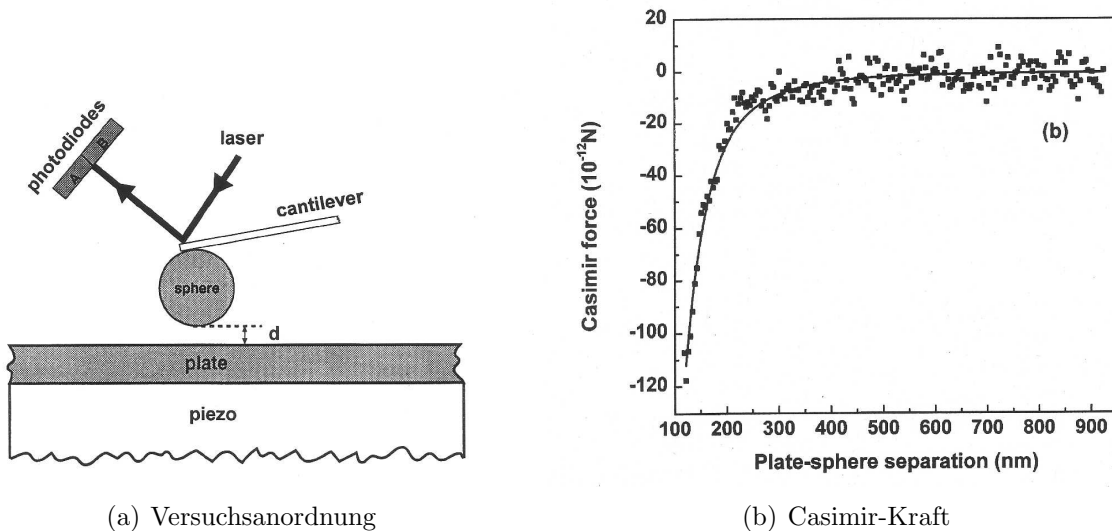 photodiodes
A B
laser
cantilever
sphere
d
plate
piezo
(a) Versuchsanordnung
Casimir force (10⁻¹²N)
20
0
-20
-40
-60
-80
-100
-120
(b)
100 200 300 400 500 600 700 800 900
Plate-sphere separation (nm)
(b) Casimir-Kraft